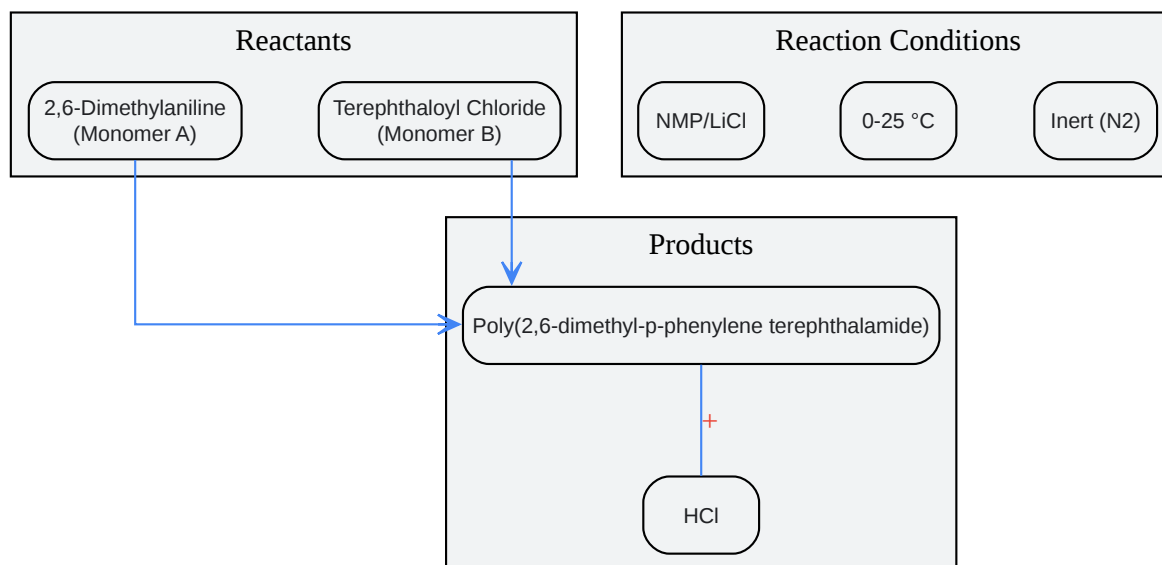 Reactants
2,6-Dimethylaniline
(Monomer A)
Terephthaloyl Chloride
(Monomer B)
Reaction Conditions
NMP/LiCl
0-25 °C
Inert (N2)
Products
Poly(2,6-dimethyl-p-phenylene terephthalamide)
+
HCl